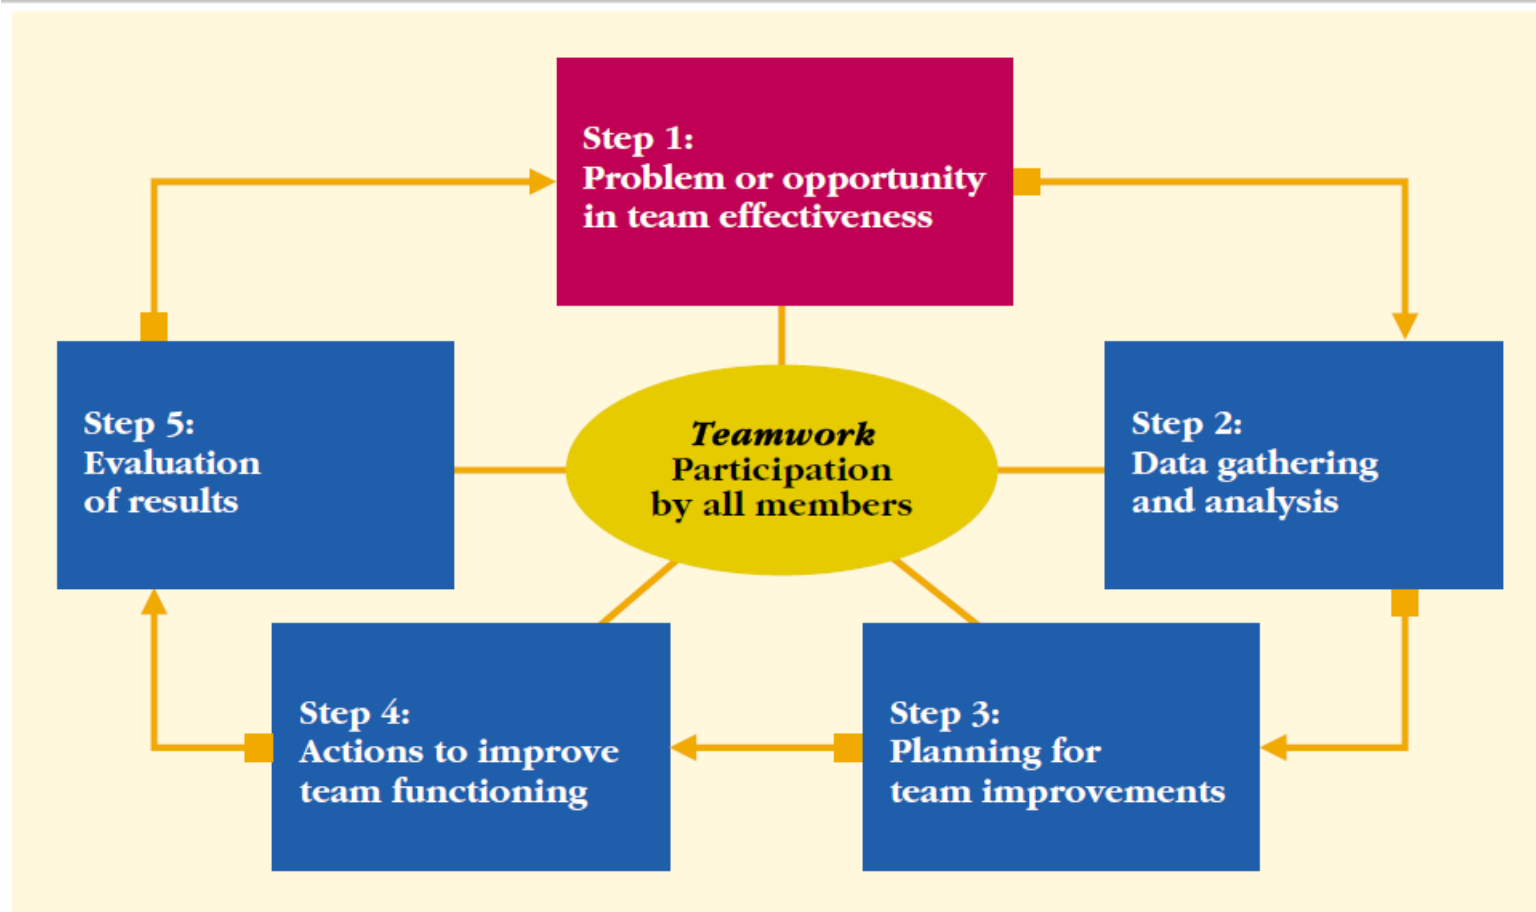 Step 1:
Problem or opportunity
in team effectiveness
Step 5:
Evaluation
of results
Teamwork
Participation
by all members
Step 2:
Data gathering
and analysis
Step 4:
Actions to improve
team functioning
Step 3:
Planning for
team improvements